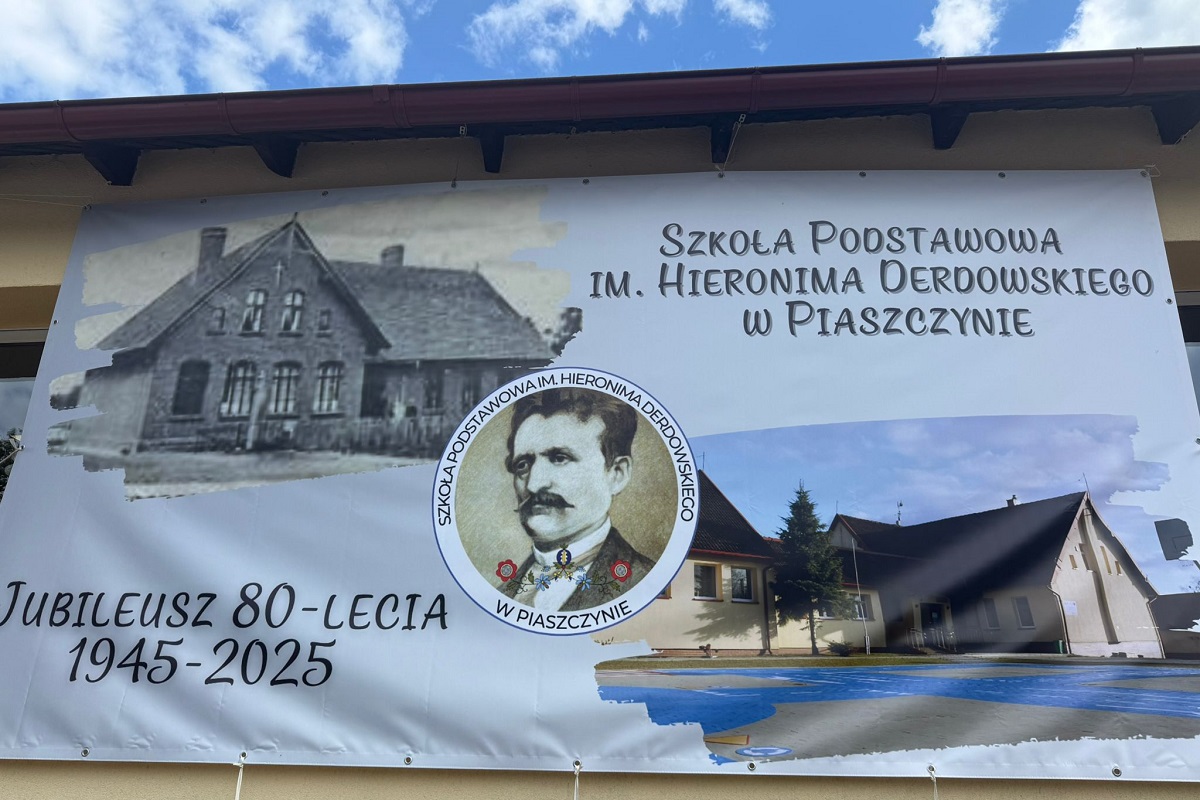 Szkoła Podstawowa
im. Hieronima Derdowskiego
w Piaszczynie
SZKOŁA PODSTAWOWA IM. HIERONIMA DERDOWSKIEGO
W PIASZCZYNIE
Jubileusz 80-lecia
1945-2025